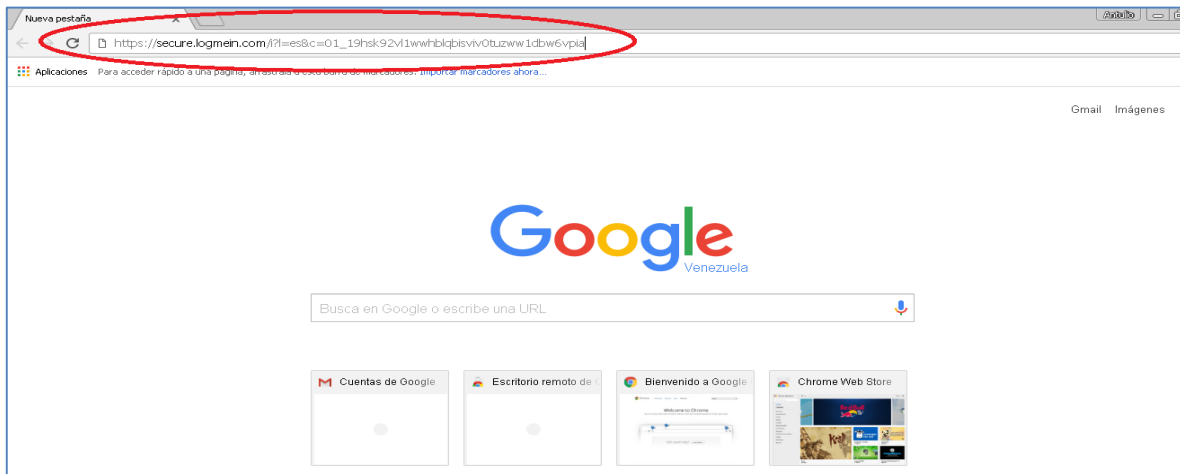 Nueva pestaña
Antulio
https://secure.logmein.com/i?l=es&c=01_19hsk92vl1wwhblqbisviv0tuzww1dbw6vpia
Aplicaciones Para acceder rápido a una página, arrástrala a esta barra de marcadores. Importar marcadores ahora...
Gmail Imágenes
Google
Venezuela
Busca en Google o escribe una URL
Cuentas de Google Escritorio remoto de Bienvenido a Google Chrome Web Store